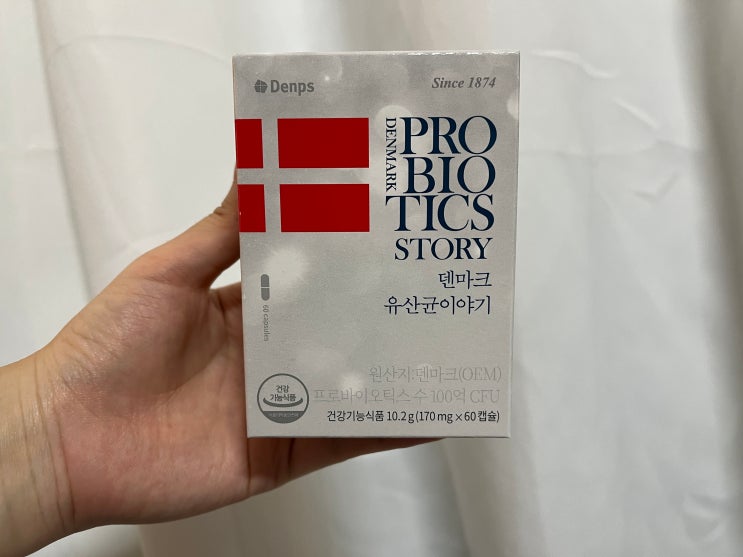 Denps
Since 1874
DENMARK
PRO
BIO
TICS
STORY
덴마크
유산균이야기
60 capsules
원산지:덴마크(OEM)
프로바이오틱스 수 100억 CFU
건강
기능식품
건강기능식품 10.2g(170mg×60캡슐)